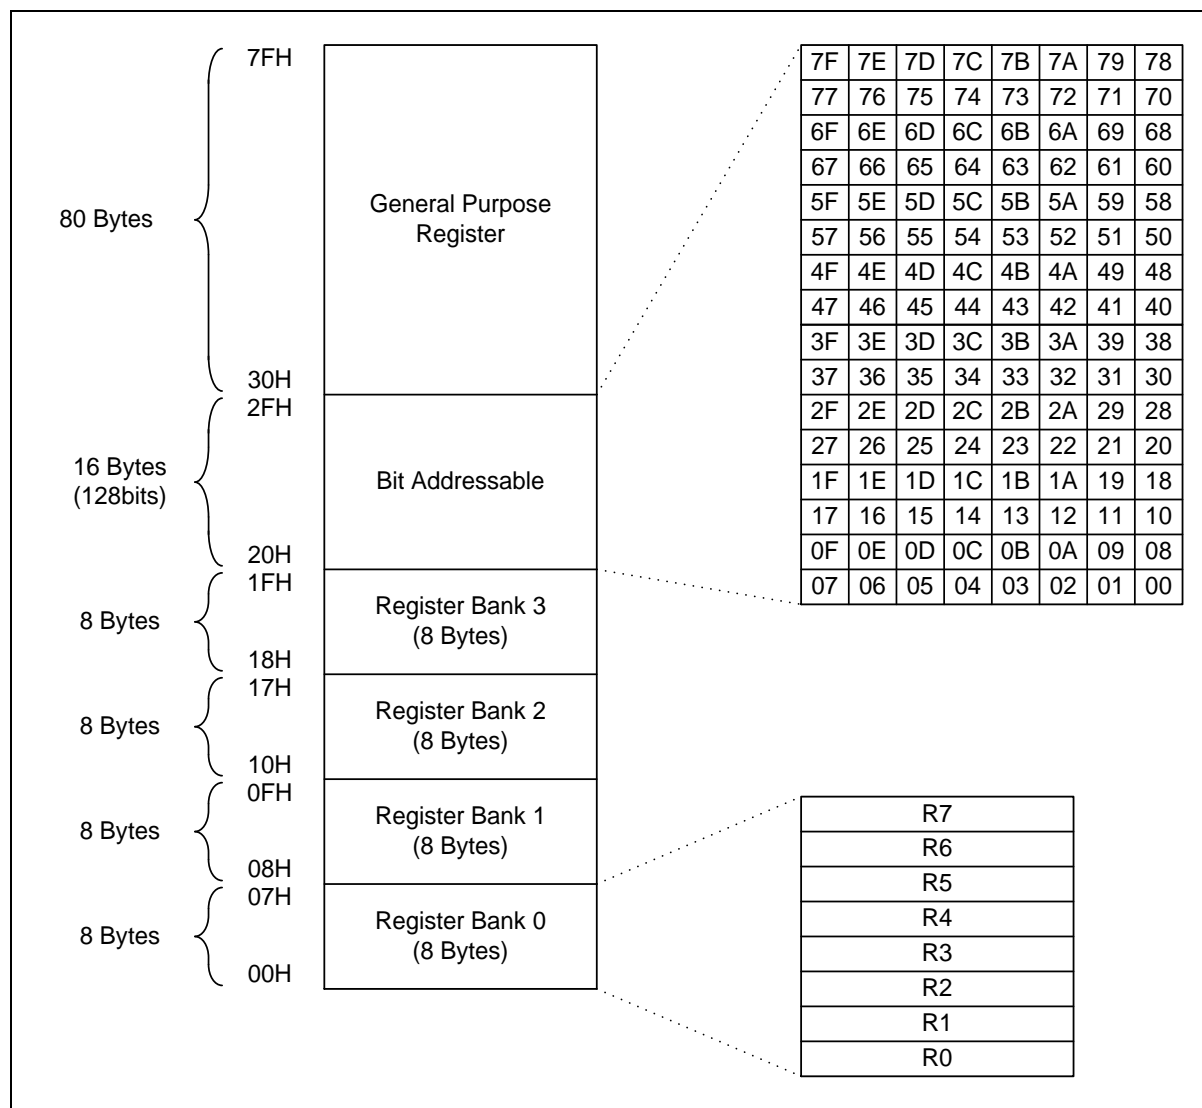 7FH
80 Bytes
General Purpose
Register
30H
2FH
16 Bytes
(128bits)
Bit Addressable
20H
1FH
8 Bytes
Register Bank 3
(8 Bytes)
18H
17H
8 Bytes
Register Bank 2
(8 Bytes)
10H
0FH
8 Bytes
Register Bank 1
(8 Bytes)
08H
07H
8 Bytes
Register Bank 0
(8 Bytes)
00H
7F 7E 7D 7C 7B 7A 79 78
77 76 75 74 73 72 71 70
6F 6E 6D 6C 6B 6A 69 68
67 66 65 64 63 62 61 60
5F 5E 5D 5C 5B 5A 59 58
57 56 55 54 53 52 51 50
4F 4E 4D 4C 4B 4A 49 48
47 46 45 44 43 42 41 40
3F 3E 3D 3C 3B 3A 39 38
37 36 35 34 33 32 31 30
2F 2E 2D 2C 2B 2A 29 28
27 26 25 24 23 22 21 20
1F 1E 1D 1C 1B 1A 19 18
17 16 15 14 13 12 11 10
0F 0E 0D 0C 0B 0A 09 08
07 06 05 04 03 02 01 00
R7
R6
R5
R4
R3
R2
R1
R0